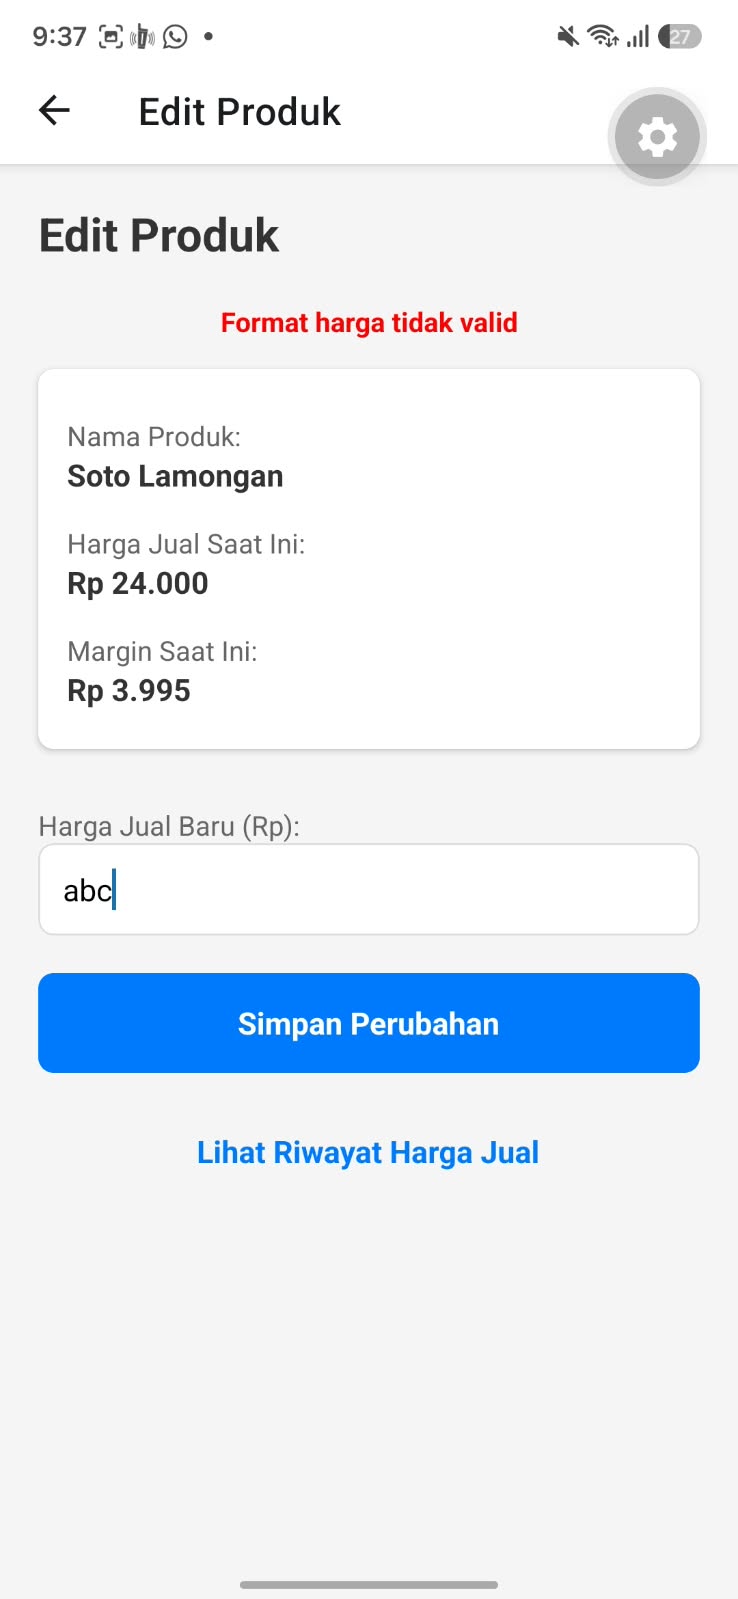 9:37
27
Edit Produk
Edit Produk
Format harga tidak valid
Nama Produk:
Soto Lamongan
Harga Jual Saat Ini:
Rp 24.000
Margin Saat Ini:
Rp 3.995
Harga Jual Baru (Rp):
abc
Simpan Perubahan
Lihat Riwayat Harga Jual